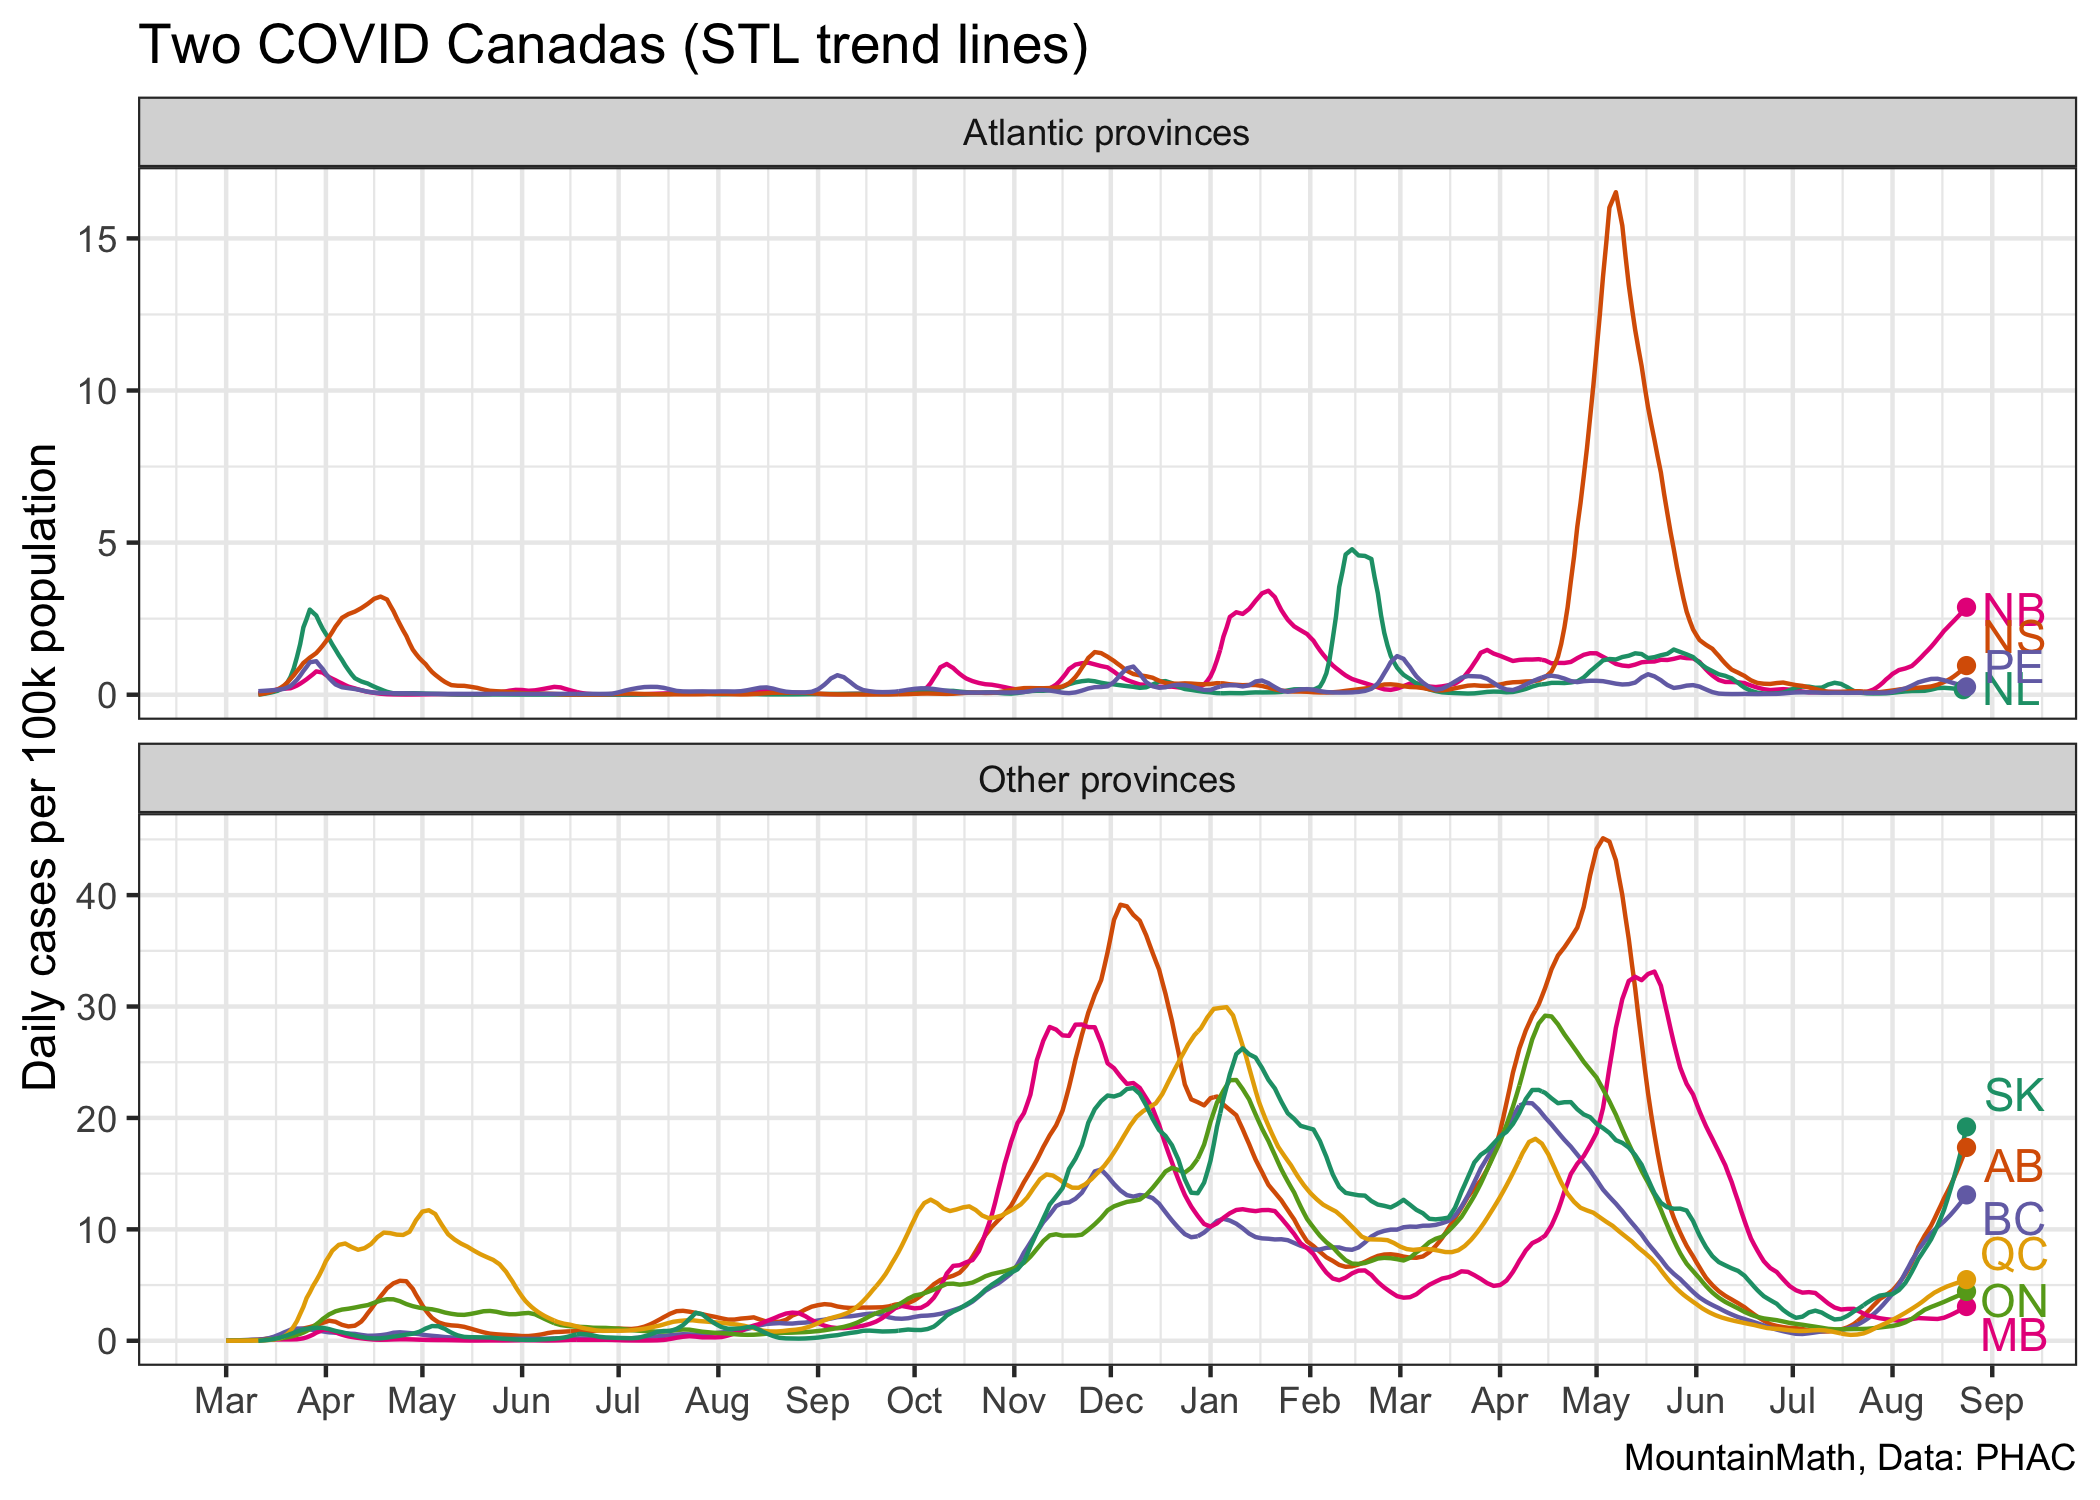 Two COVID Canadas (STL trend lines)
Atlantic provinces
15
10
5
0
NB
NS
PE
NL
Daily cases per 100k population
Other provinces
40
30
20
10
0
SK
AB
BC
QC
ON
MB
Mar Apr May Jun Jul Aug Sep Oct Nov Dec Jan Feb Mar Apr May Jun Jul Aug Sep
MountainMath, Data: PHAC